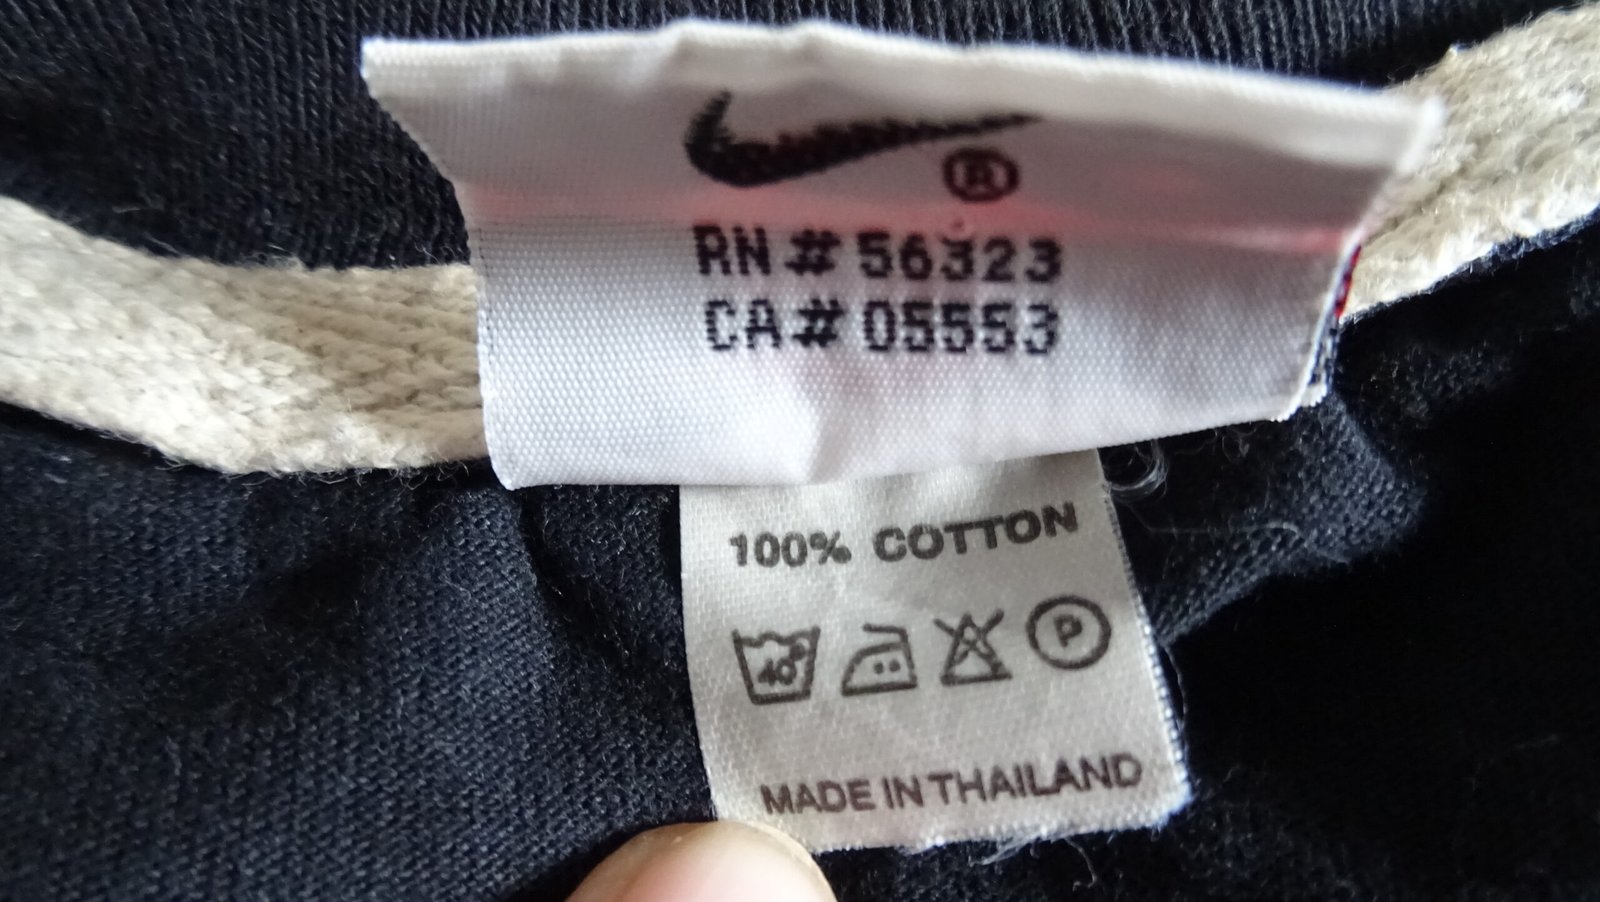 ®
RN # 56323
CA # 05553
100% COTTON
40° P
MADE IN THAILAND